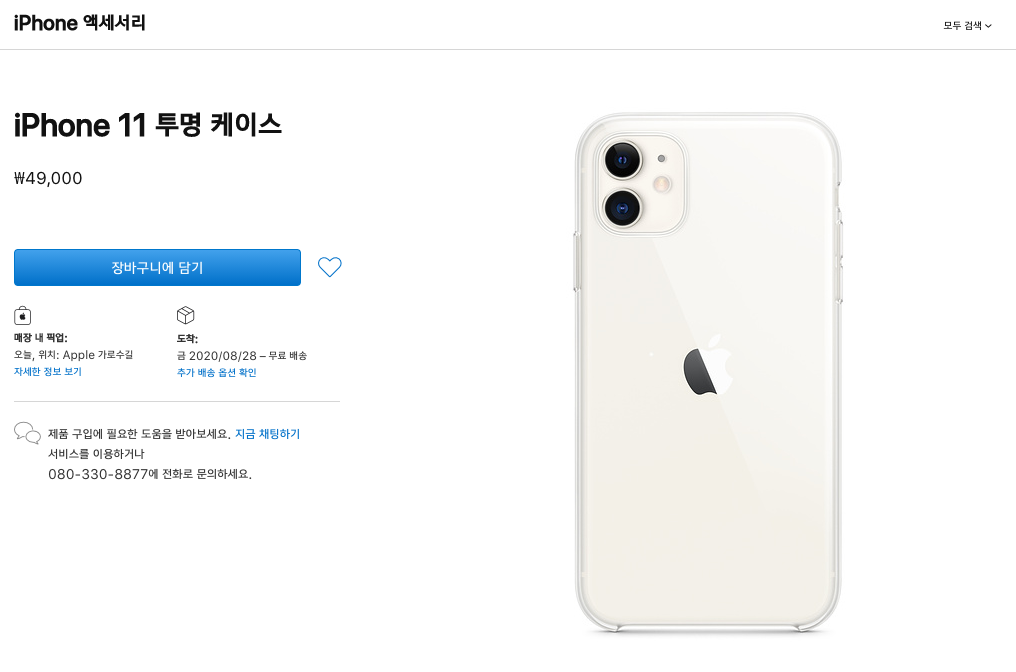 iPhone 액세서리
모두 검색
iPhone 11 투명 케이스
₩49,000
장바구니에 담기
매장 내 픽업:
오늘, 위치: Apple 가로수길
자세한 정보 보기
도착:
금 2020/08/28 – 무료 배송
추가 배송 옵션 확인
제품 구입에 필요한 도움을 받아보세요. 지금 채팅하기
서비스를 이용하거나
080-330-8877에 전화로 문의하세요.